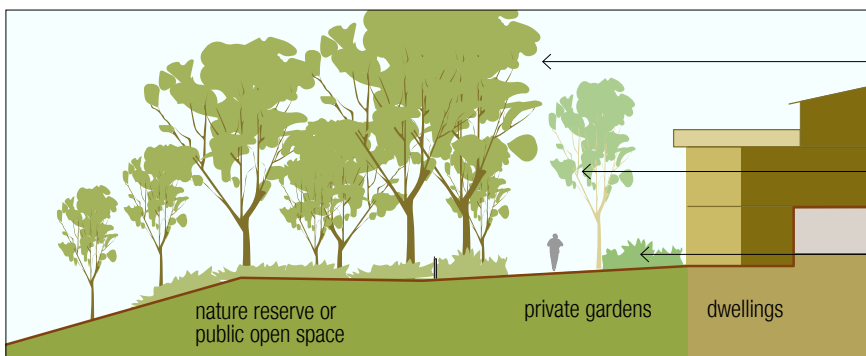 nature reserve or
public open space
private gardens
dwellings